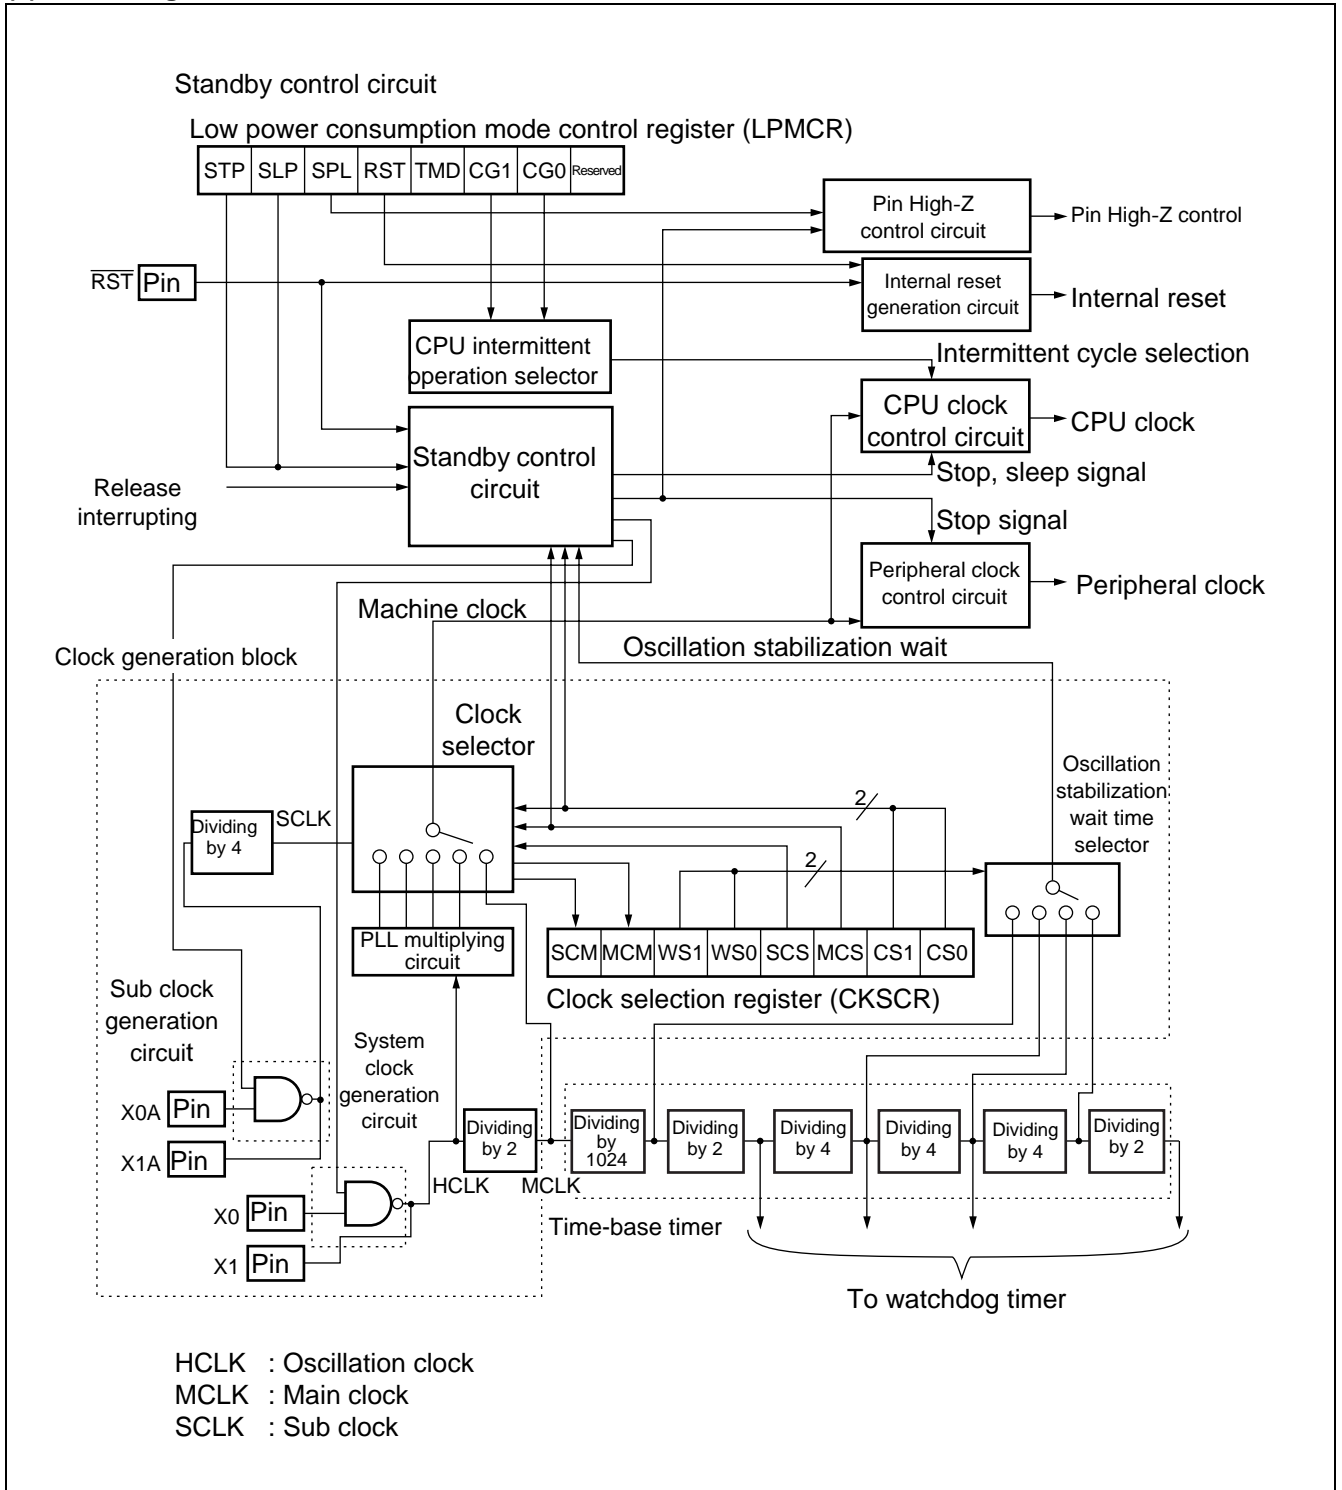 Standby control circuit
Low power consumption mode control register (LPMCR)
STP SLP SPL RST TMD CG1 CG0 Reserved
Pin High-Z
control circuit
Pin High-Z control
RST Pin
Internal reset
generation circuit
Internal reset
CPU intermittent
operation selector
Intermittent cycle selection
CPU clock
control circuit
CPU clock
Standby control
circuit
Stop, sleep signal
Release
interrupting
Stop signal
Peripheral clock
control circuit
Peripheral clock
Machine clock
Oscillation stabilization wait
Clock generation block
Clock
selector
Oscillation
stabilization
wait time
selector
2
SCLK
Dividing
by 4
2
PLL multiplying
circuit
SCM MCM WS1 WS0 SCS MCS CS1 CS0
Clock selection register (CKSCR)
Sub clock
generation
circuit
System
clock
generation
circuit
X0A Pin
X1A Pin
Dividing
by 2
Dividing
by
1024
Dividing
by 2
Dividing
by 4
Dividing
by 4
Dividing
by 4
Dividing
by 2
HCLK MCLK
X0 Pin
X1 Pin
Time-base timer
To watchdog timer
HCLK : Oscillation clock
MCLK : Main clock
SCLK : Sub clock